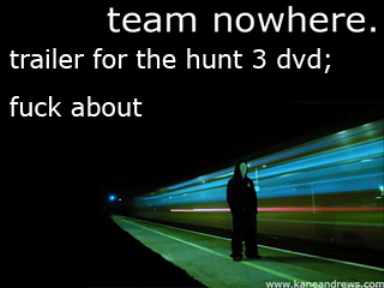 team nowhere.
trailer for the hunt 3 dvd;
fuck about
www.kaneandrews.com